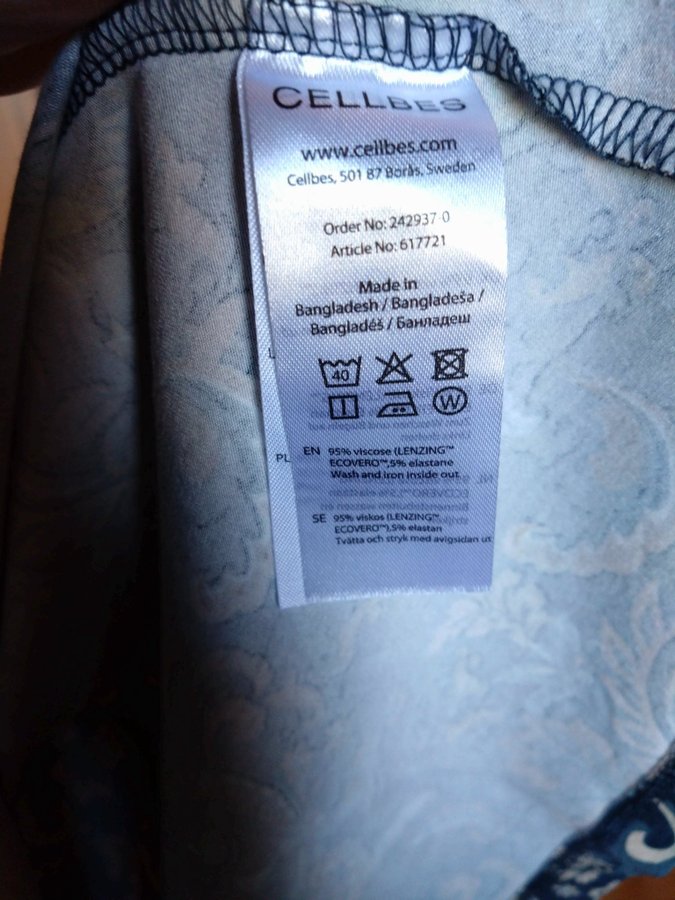 CELLBES
www.cellbes.com
Cellbes, 501 87 Borås, Sweden
Order No: 242937 0
Article No: 617721
Made in
Bangladesh / Bangladeša /
Bangladéš / Банладеш
40
W
EN 95% viscose (LENZING™
ECOVERO™,5% elastane
Wash and iron inside out.
PL
SE 95% viskos (LENZING™
ECOVERO™),5% elastan
Tvätta och stryk med avigsidan ut